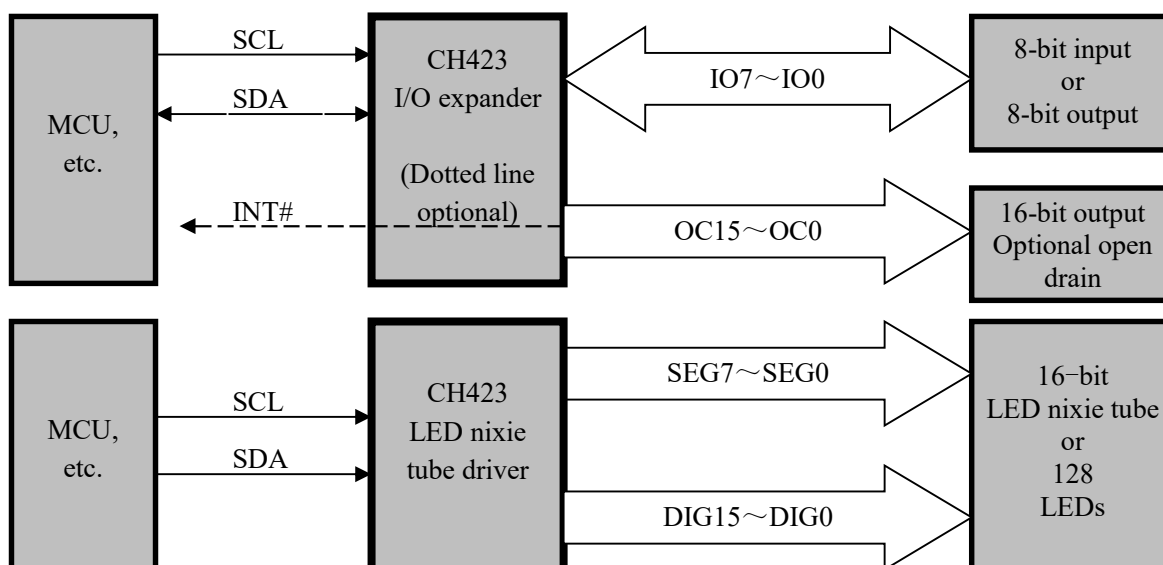 MCU,
etc.
SCL
SDA
INT#
CH423
I/O expander
(Dotted line
optional)
IO7～IO0
OC15～OC0
8-bit input
or
8-bit output
16-bit output
Optional open
drain
MCU,
etc.
SCL
SDA
CH423
LED nixie
tube driver
SEG7～SEG0
DIG15～DIG0
16−bit
LED nixie tube
or
128
LEDs